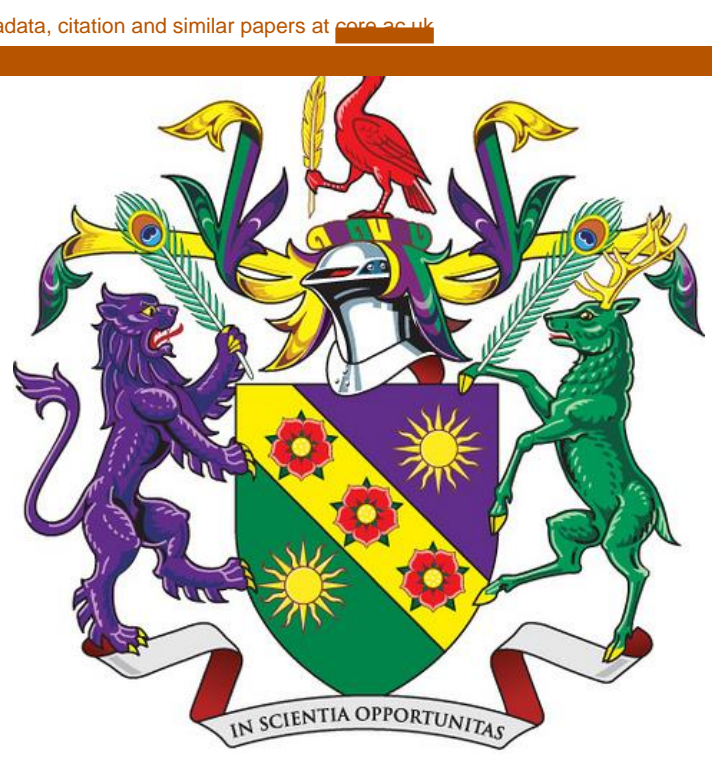 adata, citation and similar papers at core.ac.uk
IN SCIENTIA OPPORTUNITAS